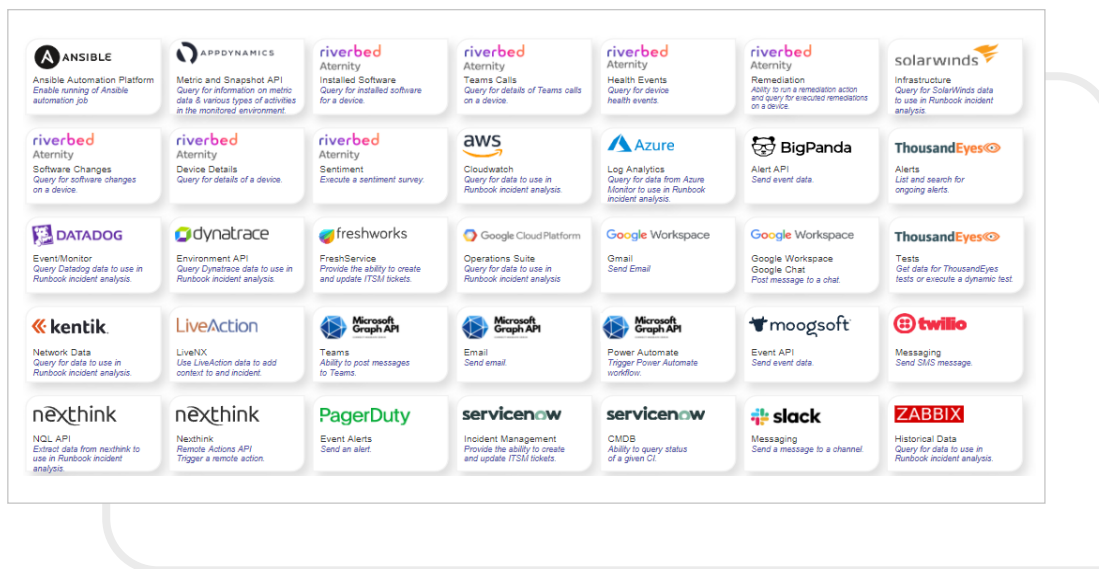 ANSIBLE
Ansible Automation Platform
Enable running of Ansible
automation job
APPDYNAMICS
Metric and Snapshot API
Query for information on metric
data & various types of activities
in the monitored environment.
riverbed
Aternity
Installed Software
Query for installed software
for a device.
riverbed
Aternity
Teams Calls
Query for details of Teams calls
on a device.
riverbed
Aternity
Health Events
Query for device
health events.
riverbed
Aternity
Remediation
Ability to run a remediation action
and query for executed remediations
on a device.
solarwinds
Infrastructure
Query for SolarWinds data
to use in Runbook incident
analysis.
riverbed
Aternity
Software Changes
Query for software changes
on a device.
riverbed
Aternity
Device Details
Query for details of a device.
riverbed
Aternity
Sentiment
Execute a sentiment survey.
aws
Cloudwatch
Query for data to use in
Runbook incident analysis.
Azure
Log Analytics
Query for data from Azure
Monitor to use in Runbook
incident analysis.
BigPanda
Alert API
Send event data.
ThousandEyes
Alerts
List and search for
ongoing alerts.
DATADOG
Event/Monitor
Query Datadog data to use in
Runbook incident analysis.
dynatrace
Environment API
Query Dynatrace data to use in
Runbook incident analysis.
freshworks
FreshService
Provide the ability to create
and update ITSM tickets.
Google Cloud Platform
Operations Suite
Query for data to use in
Runbook incident analysis.
Google Workspace
Gmail
Send Email
Google Workspace
Google Workspace
Google Chat
Post message to a chat.
ThousandEyes
Tests
Get data for ThousandEyes
tests or execute a dynamic test.
kentik
Network Data
Query for data to use in
Runbook incident analysis.
LiveAction
LiveNX
Use LiveAction data to add
context to and incident.
Microsoft
Graph API
Teams
Ability to post messages
to Teams.
Microsoft
Graph API
Email
Send email.
Microsoft
Graph API
Power Automate
Trigger Power Automate
workflow.
moogsoft
Event API
Send event data.
twilio
Messaging
Send SMS message.
nexthink
NQL API
Extract data from nexthink to
use in Runbook incident
analysis.
nexthink
Nexthink
Remote Actions API
Trigger a remote action.
PagerDuty
Event Alerts
Send an alert.
servicenow
Incident Management
Provide the ability to create
and update ITSM tickets.
servicenow
CMDB
Ability to query status
of a given CI.
slack
Messaging
Send a message to a channel.
ZABBIX
Historical Data
Query for data to use in
Runbook incident analysis.